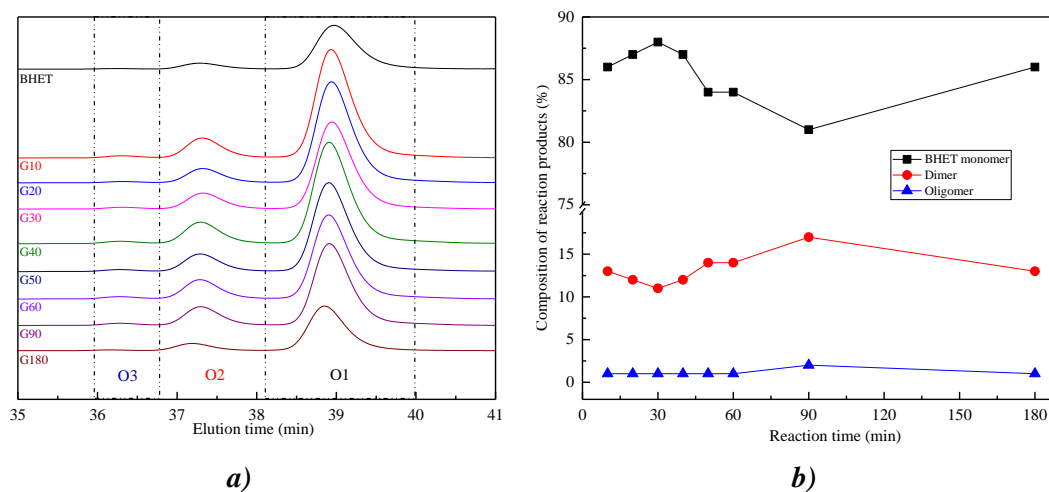 BHET
G10
G20
G30
G40
G50
G60
G90
G180
O3 O2 O1
35 36 37 38 39 40 41
Elution time (min)
a)
90
85
80
75
15
10
5
0
Composition of reaction products (%)
BHET monomer
Dimer
Oligomer
0 30 60 90 120 150 180
Reaction time (min)
b)